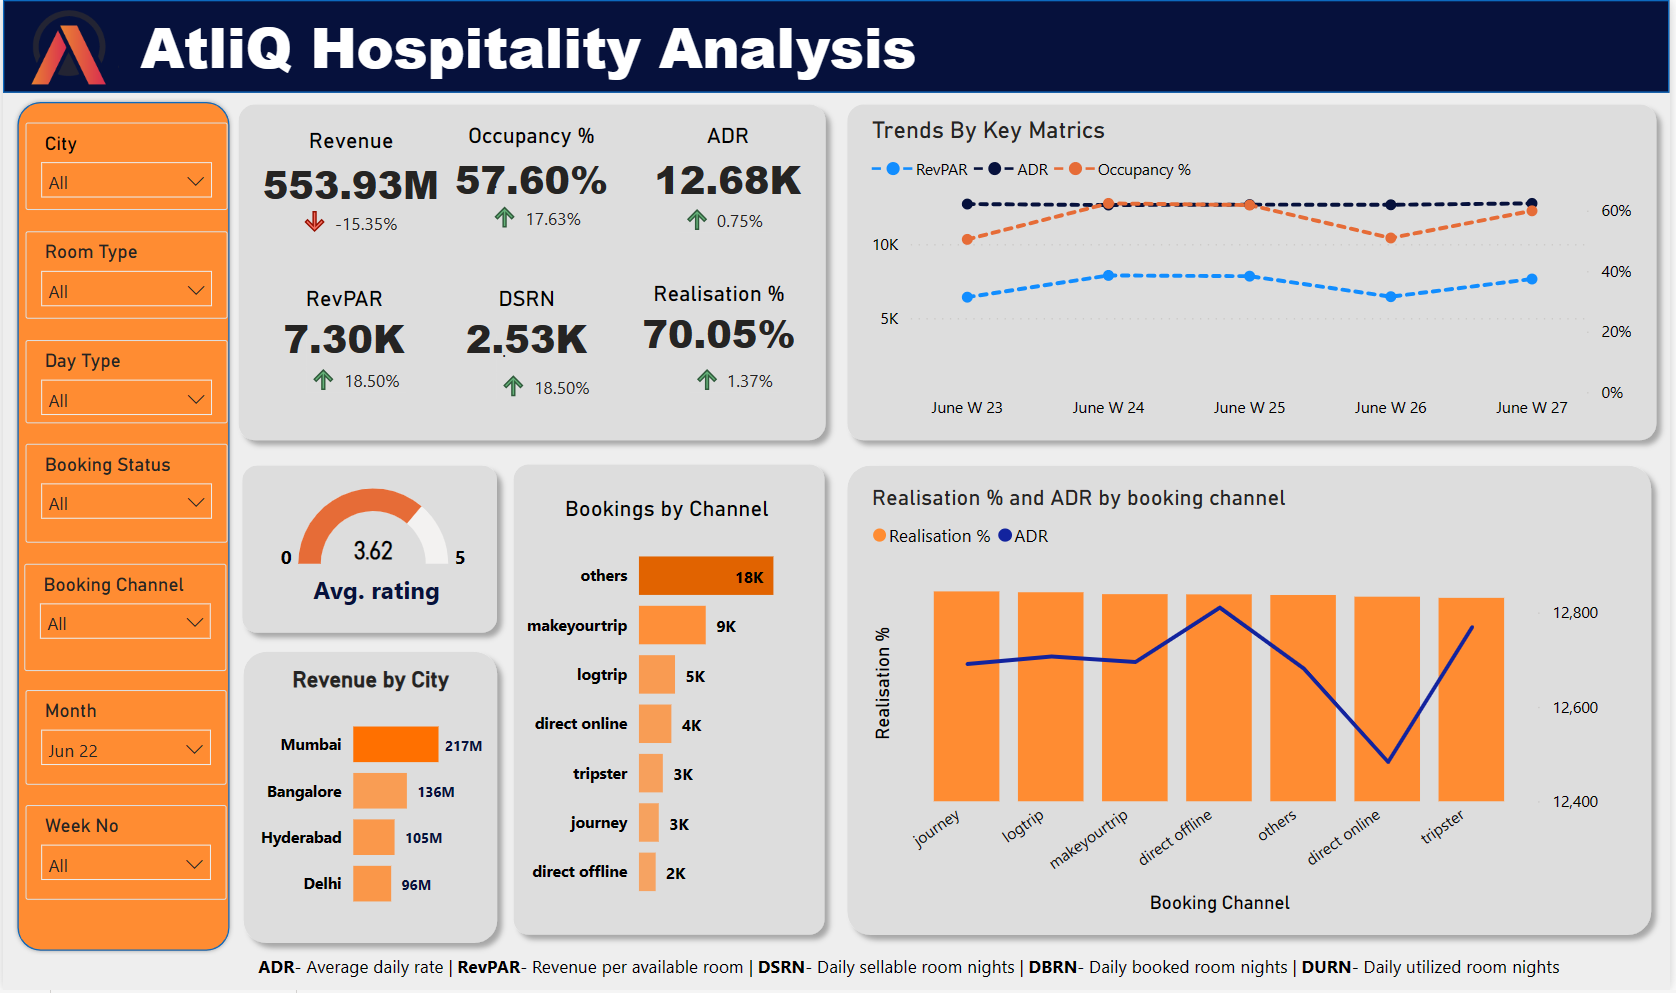 AtliQ Hospitality Analysis
City
All
Room Type
All
Day Type
All
Booking Status
All
Booking Channel
All
Month
Jun 22
Week No
All
Revenue
553.93M
-15.35%
Occupancy %
57.60%
17.63%
ADR
12.68K
0.75%
RevPAR
7.30K
18.50%
DSRN
2.53K
18.50%
Realisation %
70.05%
1.37%
Trends By Key Matrics
RevPAR ADR Occupancy %
10K
5K
60%
40%
20%
0%
June W 23 June W 24 June W 25 June W 26 June W 27
0 3.62 5
Avg. rating
Revenue by City
Mumbai 217M
Bangalore 136M
Hyderabad 105M
Delhi 96M
Bookings by Channel
others 18K
makeyourtrip 9K
logtrip 5K
direct online 4K
tripster 3K
journey 3K
direct offline 2K
Realisation % and ADR by booking channel
Realisation % ADR
Realisation %
12,800
12,600
12,400
journey logtrip makeyourtrip direct offline others direct online tripster
Booking Channel
ADR- Average daily rate | RevPAR- Revenue per available room | DSRN- Daily sellable room nights | DBRN- Daily booked room nights | DURN- Daily utilized room nights